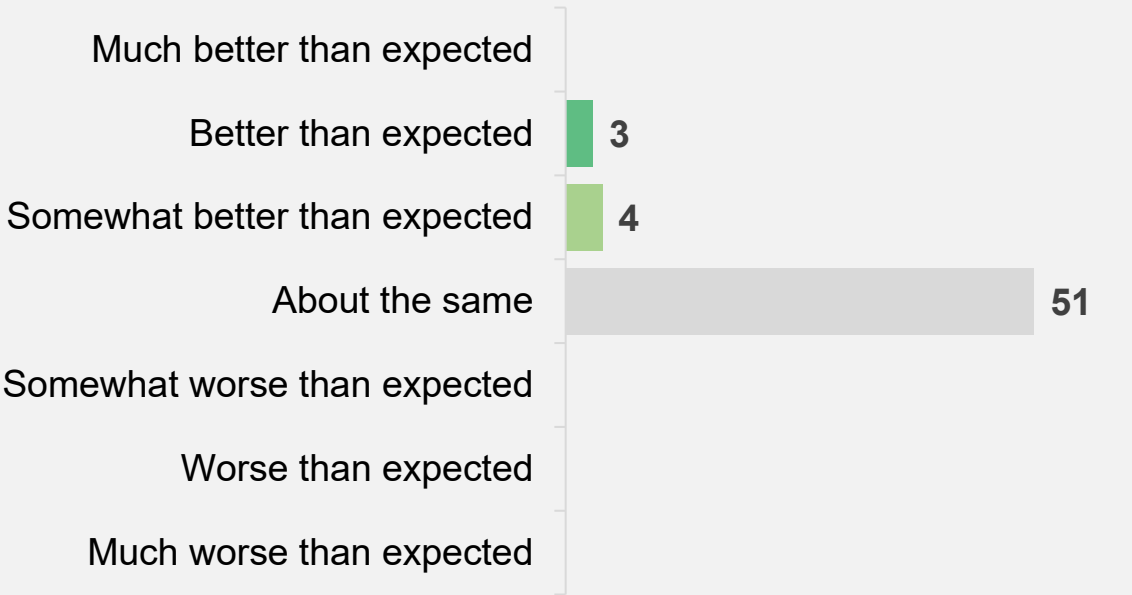 Much better than expected
Better than expected 3
Somewhat better than expected 4
About the same 51
Somewhat worse than expected
Worse than expected
Much worse than expected